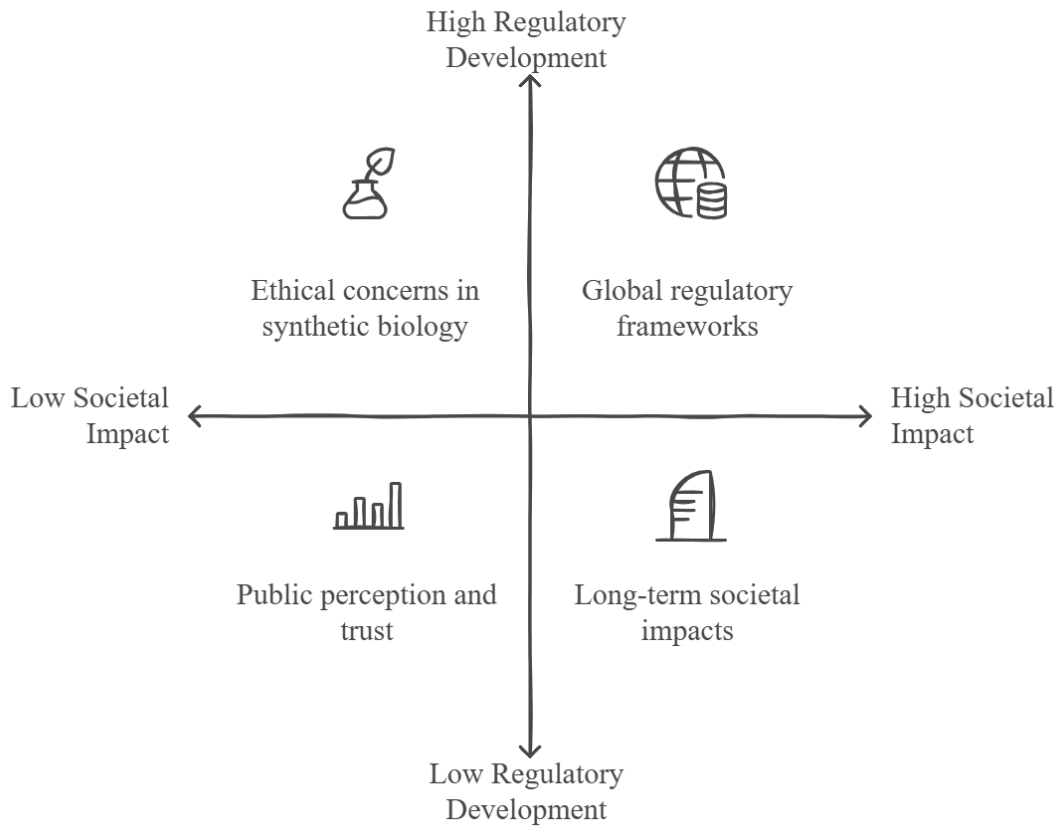 High Regulatory
Development
Ethical concerns in
synthetic biology
Global regulatory
frameworks
Low Societal
Impact
High Societal
Impact
Public perception and
trust
Long-term societal
impacts
Low Regulatory
Development